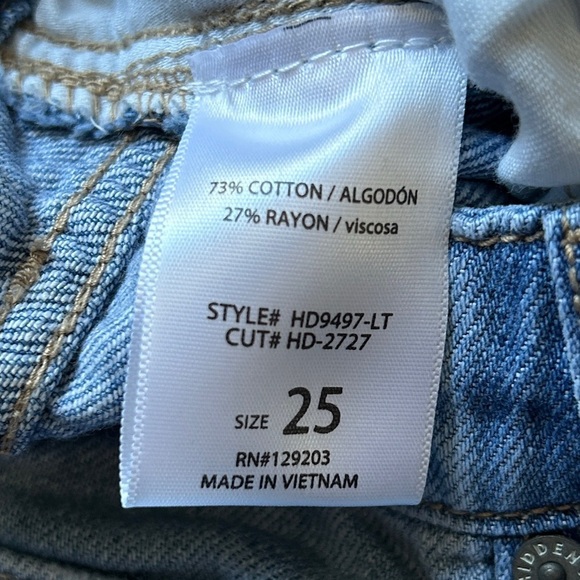 73% COTTON / ALGODÓN
27% RAYON / viscosa
STYLE# HD9497-LT
CUT# HD-2727
SIZE 25
RN#129203
MADE IN VIETNAM